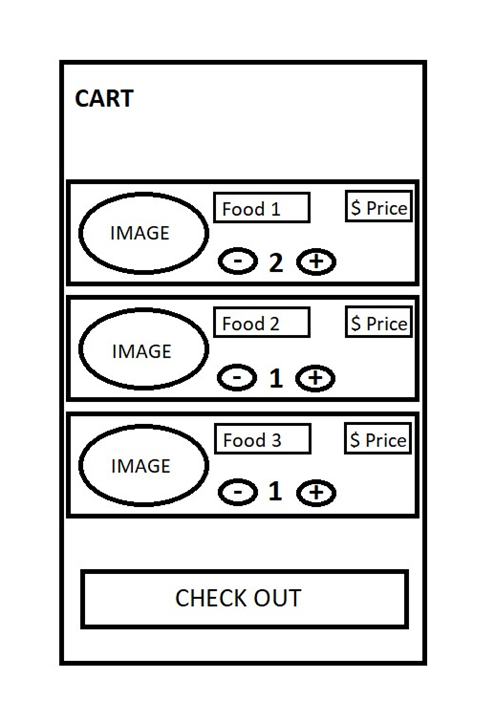 CART
IMAGE
Food 1
$ Price
- 2 +
IMAGE
Food 2
$ Price
- 1 +
IMAGE
Food 3
$ Price
- 1 +
CHECK OUT